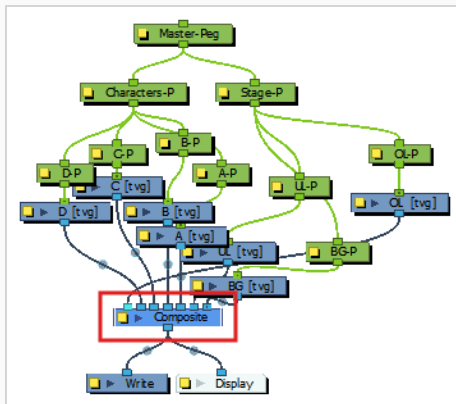 Master-Peg
Characters-P
Stage-P
B-P
C-P
OL-P
D-P
A-P
UL-P
C [tvg]
D [tvg]
B [tvg]
OL [tvg]
A [tvg]
UL [tvg]
BG-P
BG [tvg]
Composite
Write
Display